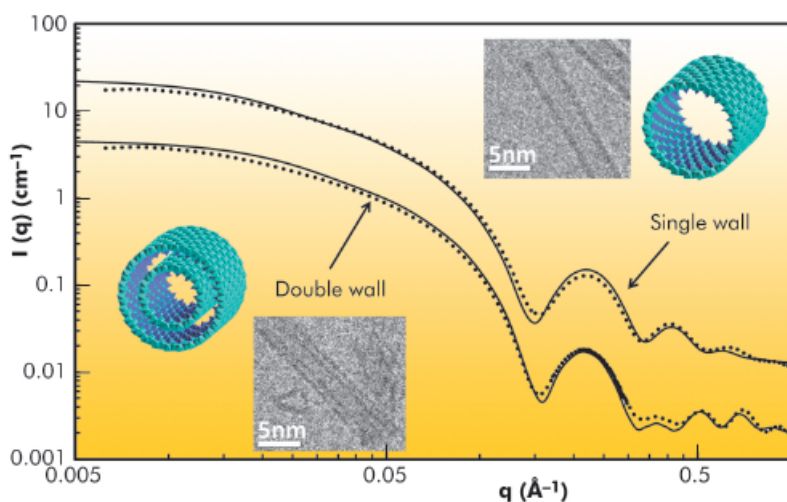 100
10
1
0.1
0.01
0.001
I (q) (cm⁻¹)
5nm
Single wall
Double wall
5nm
0.005
0.05
0.5
q (Å⁻¹)